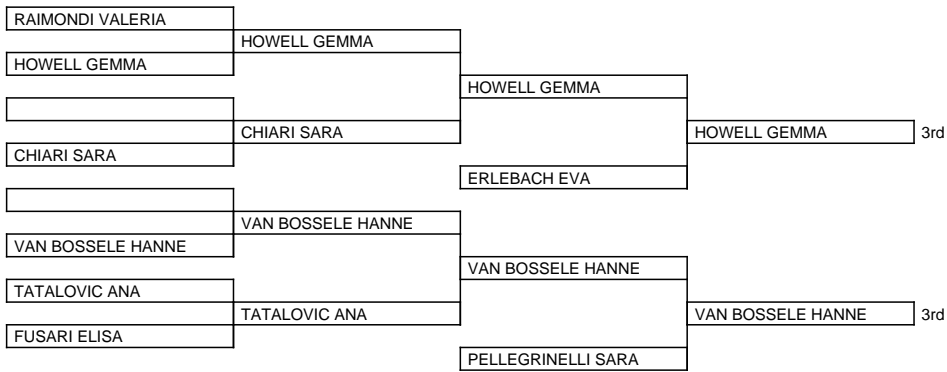 RAIMONDI VALERIA
HOWELL GEMMA
HOWELL GEMMA
HOWELL GEMMA
CHIARI SARA
HOWELL GEMMA 3rd
CHIARI SARA
ERLEBACH EVA
VAN BOSSELE HANNE
VAN BOSSELE HANNE
VAN BOSSELE HANNE
TATALOVIC ANA
TATALOVIC ANA
VAN BOSSELE HANNE 3rd
FUSARI ELISA
PELLEGRINELLI SARA